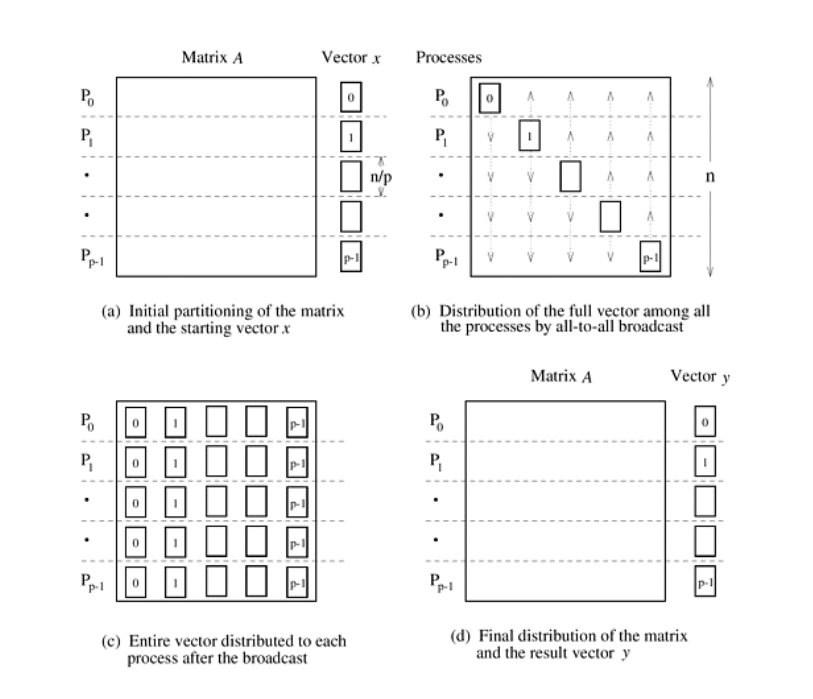 Matrix A Vector x
P0 0
P1 1
. n/p
.
Pp-1 p-1
(a) Initial partitioning of the matrix
and the starting vector x
Processes
P0 0
P1 1
. n
.
Pp-1 p-1
(b) Distribution of the full vector among all
the processes by all-to-all broadcast
P0 0 1 p-1
P1 0 1 p-1
. 0 1 p-1
. 0 1 p-1
Pp-1 0 1 p-1
(c) Entire vector distributed to each
process after the broadcast
Matrix A Vector y
P0 0
P1 1
.
.
Pp-1 p-1
(d) Final distribution of the matrix
and the result vector y